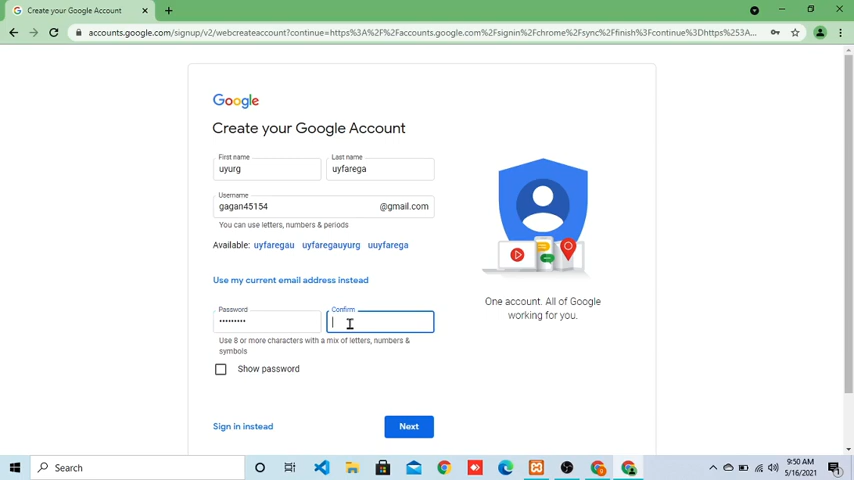 Create your Google Account
accounts.google.com/signup/v2/webcreateaccount?continue=https%3A%2F%2Faccounts.google.com%2Fsignin%2Fchrome%2Fsync%2Ffinish%3Fcontinue%3Dhttps%253A...
Google
Create your Google Account
First name
Last name
uyurg
uyfarega
Username
gagan45154
@gmail.com
You can use letters, numbers & periods
Available: uyfaregau uyfaregauyurg uuyfarega
Use my current email address instead
Password
Confirm
Use 8 or more characters with a mix of letters, numbers &
symbols
Show password
Sign in instead
Next
One account. All of Google
working for you.
Search
9:50 AM
5/16/2021